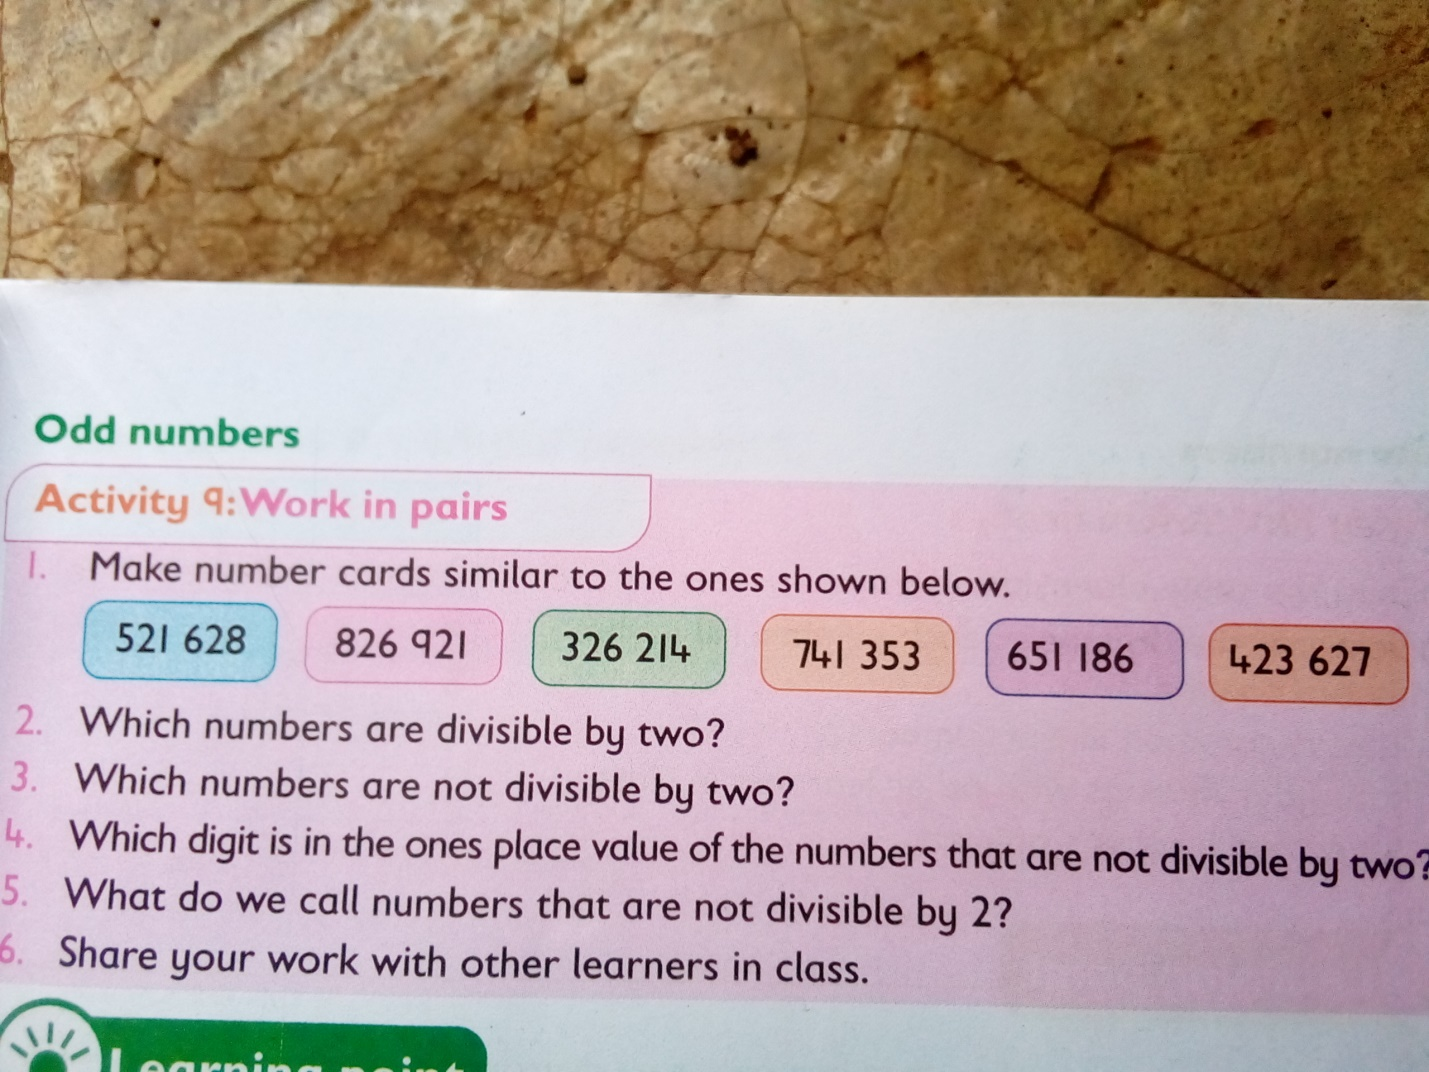 Odd numbers
Activity 9: Work in pairs
1. Make number cards similar to the ones shown below.
521 628 826 921 326 214 741 353 651 186 423 627
2. Which numbers are divisible by two?
3. Which numbers are not divisible by two?
4. Which digit is in the ones place value of the numbers that are not divisible by two?
5. What do we call numbers that are not divisible by 2?
6. Share your work with other learners in class.
Learning point